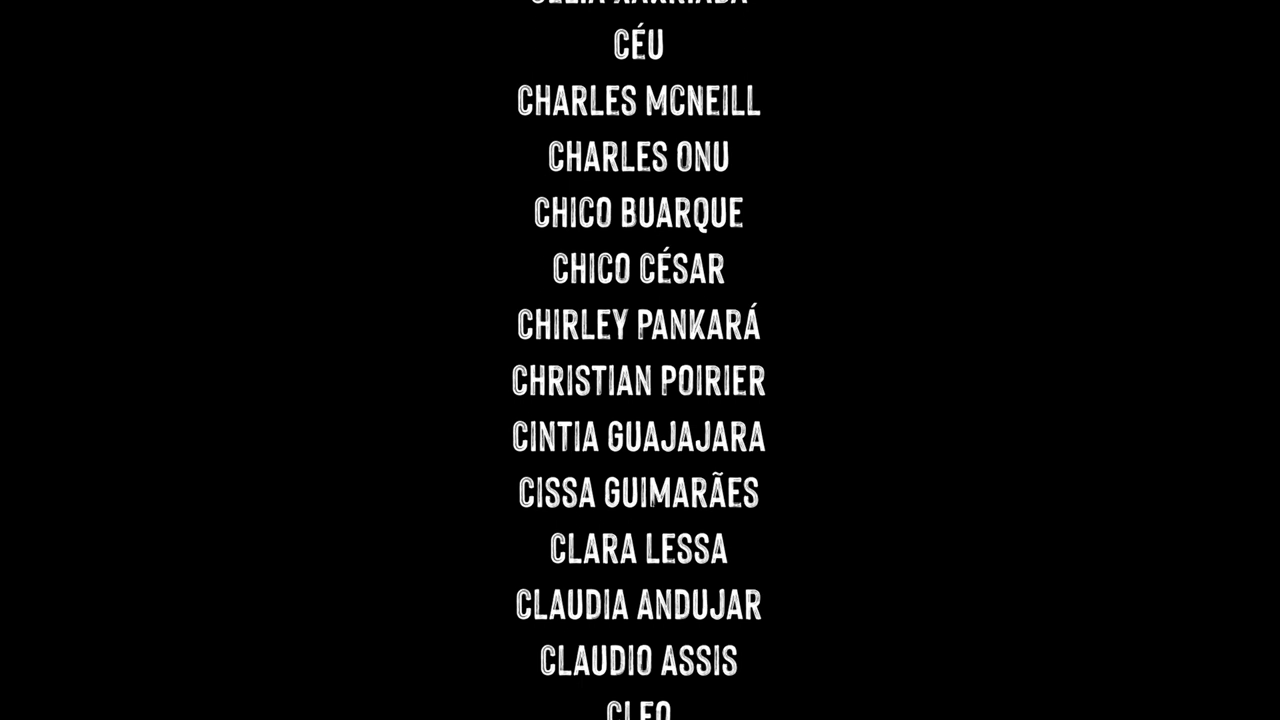 CÉU
CHARLES MCNEILL
CHARLES ONU
CHICO BUARQUE
CHICO CÉSAR
CHIRLEY PANKARÁ
CHRISTIAN POIRIER
CINTIA GUAJAJARA
CISSA GUIMARÃES
CLARA LESSA
CLAUDIA ANDUJAR
CLAUDIO ASSIS
CLEO